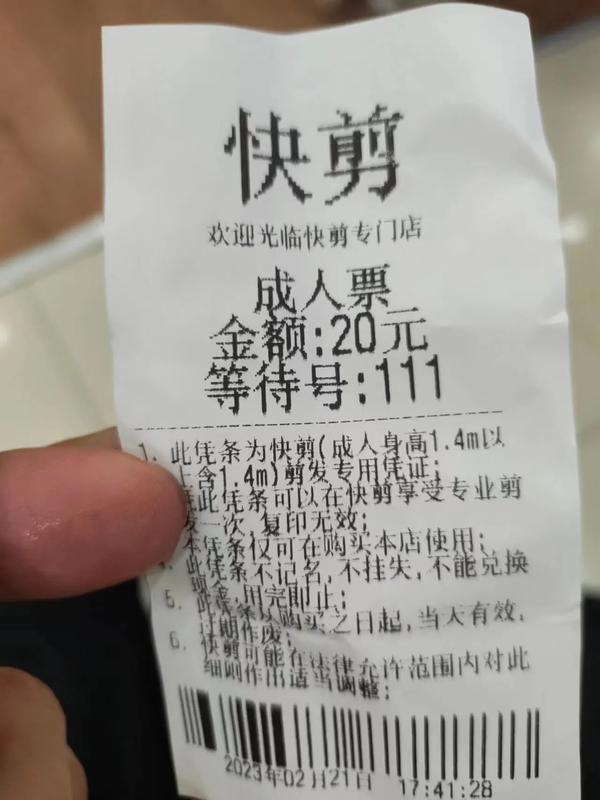 快剪
欢迎光临快剪专门店
成人票
金额:20元
等待号:111
1. 此凭条为快剪(成人身高1.4m以
上含1.4m)剪发专用凭证;
此凭条可以在快剪享受专业剪
发一次,复印无效;
本凭条仅可在购买本店使用;
4. 此凭条不记名,不挂失,不能兑换
现金,用完即止;
5. 此凭条从购买之日起,当天有效,
过期作废;
6. 快剪可能在法律允许范围内对此
细则作出适当调整;
2023年02月21日 17:41:28